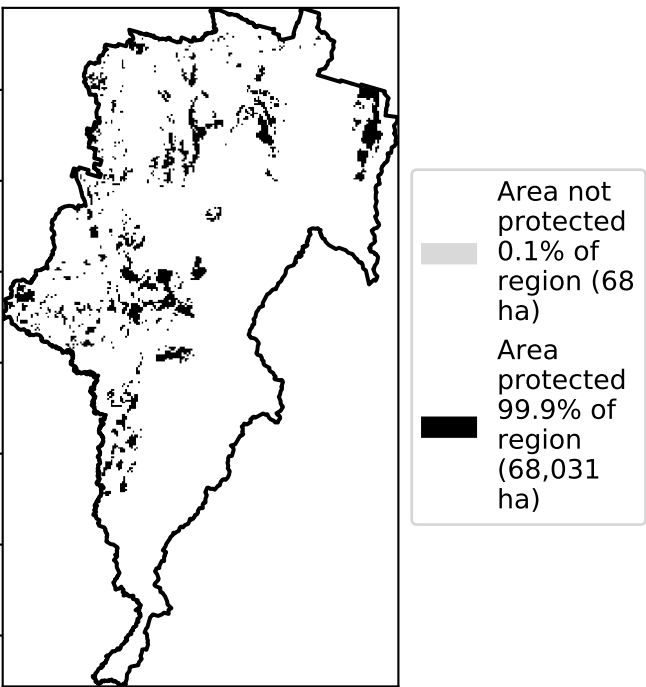 Area not
protected
0.1% of
region (68
ha)
Area
protected
99.9% of
region
(68,031
ha)